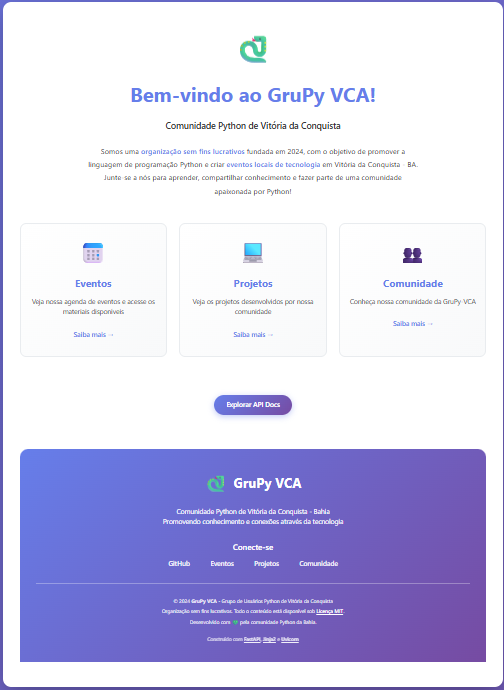 Bem-vindo ao GruPy VCA!
Comunidade Python de Vitória da Conquista
Somos uma organização sem fins lucrativos fundada em 2024, com o objetivo de promover a
linguagem de programação Python e criar eventos locais de tecnologia em Vitória da Conquista - BA.
Junte-se a nós para aprender, compartilhar conhecimento e fazer parte de uma comunidade
apaixonada por Python!
Eventos
Veja nossa agenda de eventos e acesse os
materiais disponíveis
Saiba mais →
Projetos
Veja os projetos desenvolvidos por nossa
comunidade
Saiba mais →
Comunidade
Conheça nossa comunidade da GruPy-VCA
Saiba mais →
Explorar API Docs
GruPy VCA
Comunidade Python de Vitória da Conquista - Bahia
Promovendo conhecimento e conexões através da tecnologia
Conecte-se
GitHub Eventos Projetos Comunidade
© 2024 GruPy VCA - Grupo de Usuários Python de Vitória da Conquista
Organização sem fins lucrativos. Todo o conteúdo está disponível sob Licença MIT.
Desenvolvido com 💚 pela comunidade Python da Bahia.
Construído com FastAPI, Jinja2 e Uvicorn